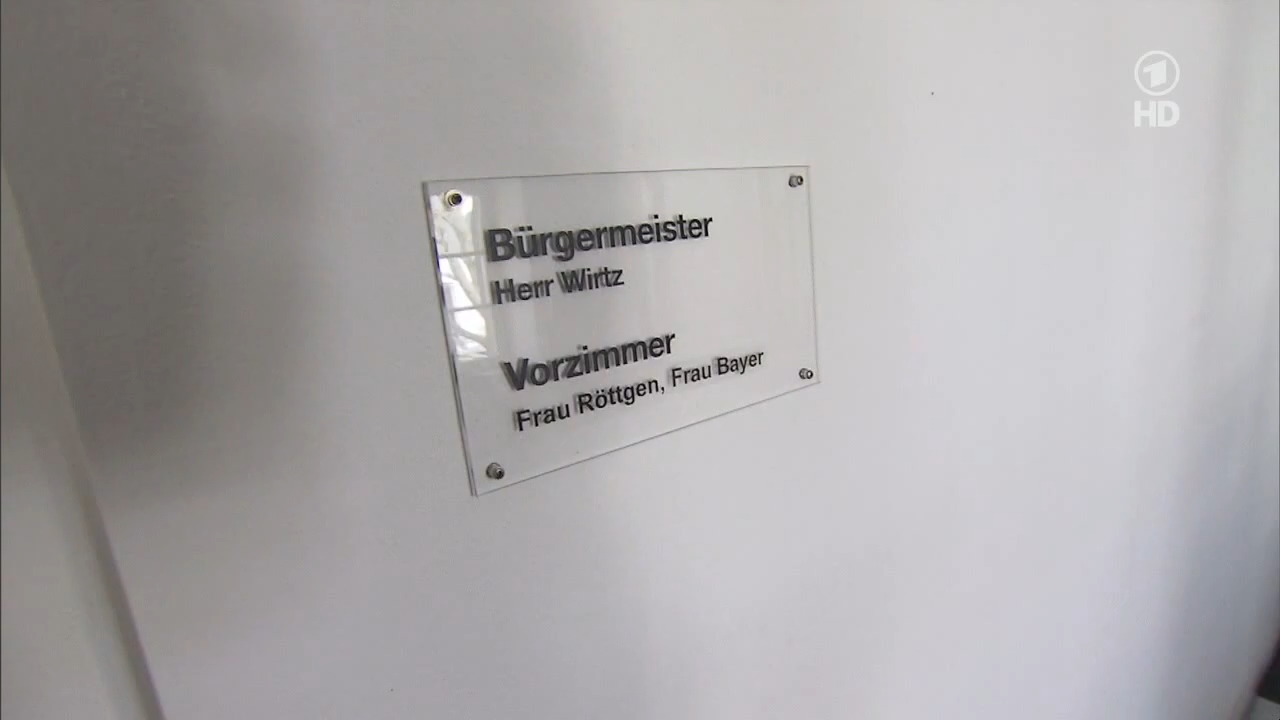 1
HD
Bürgermeister
Herr Wirtz
Vorzimmer
Frau Röttgen, Frau Bayer